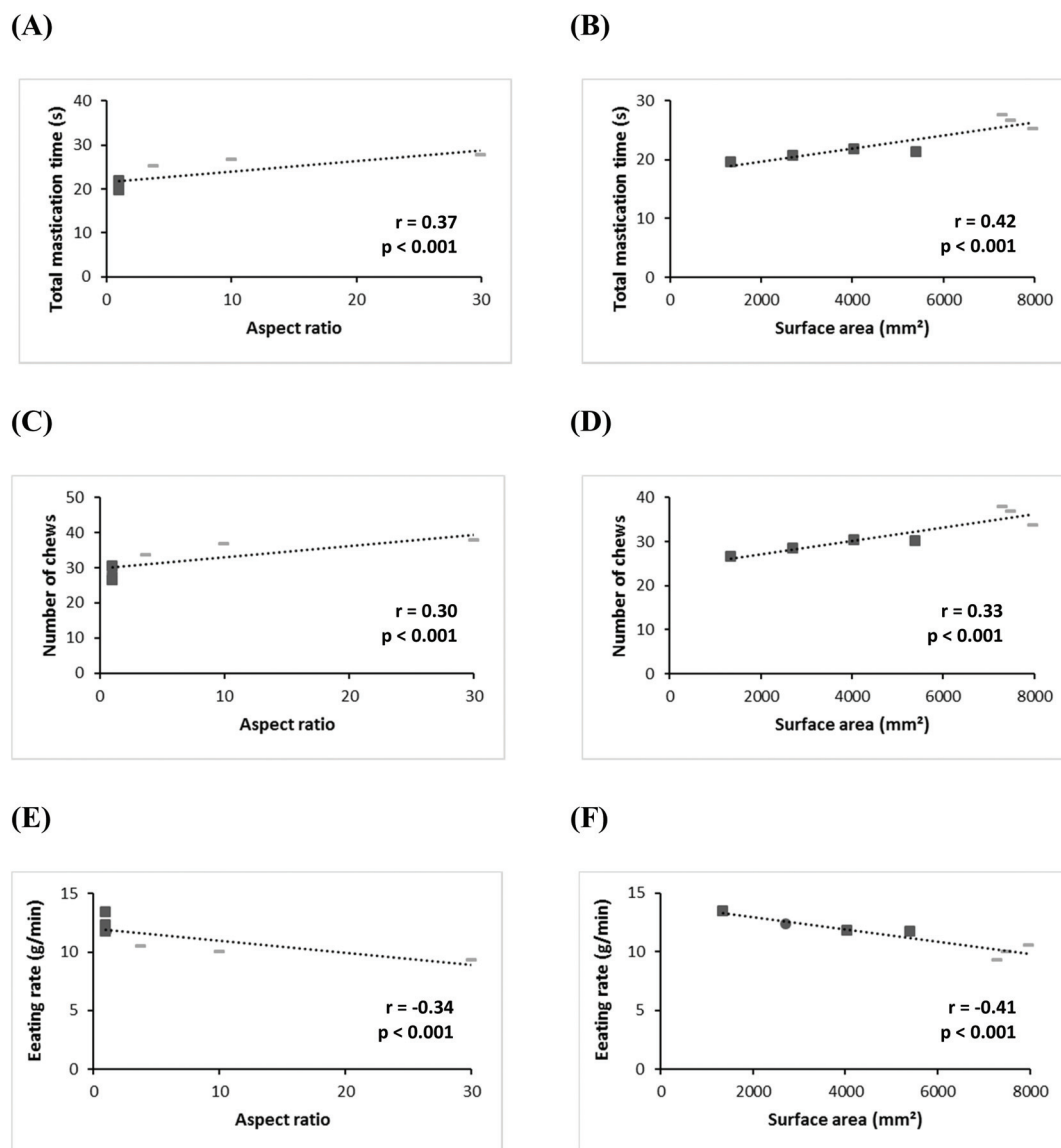 (A)
(B)
Total mastication time (s)
40
30
20
10
0
0
10
20
30
Aspect ratio
r = 0.37
p < 0.001
Total mastication time (s)
30
20
10
0
0
2000
4000
6000
8000
Surface area (mm²)
r = 0.42
p < 0.001
(C)
(D)
Number of chews
50
40
30
20
10
0
0
10
20
30
Aspect ratio
r = 0.30
p < 0.001
Number of chews
40
30
20
10
0
0
2000
4000
6000
8000
Surface area (mm²)
r = 0.33
p < 0.001
(E)
(F)
Eeating rate (g/min)
15
10
5
0
0
10
20
30
Aspect ratio
r = -0.34
p < 0.001
Eeating rate (g/min)
15
10
5
0
0
2000
4000
6000
8000
Surface area (mm²)
r = -0.41
p < 0.001